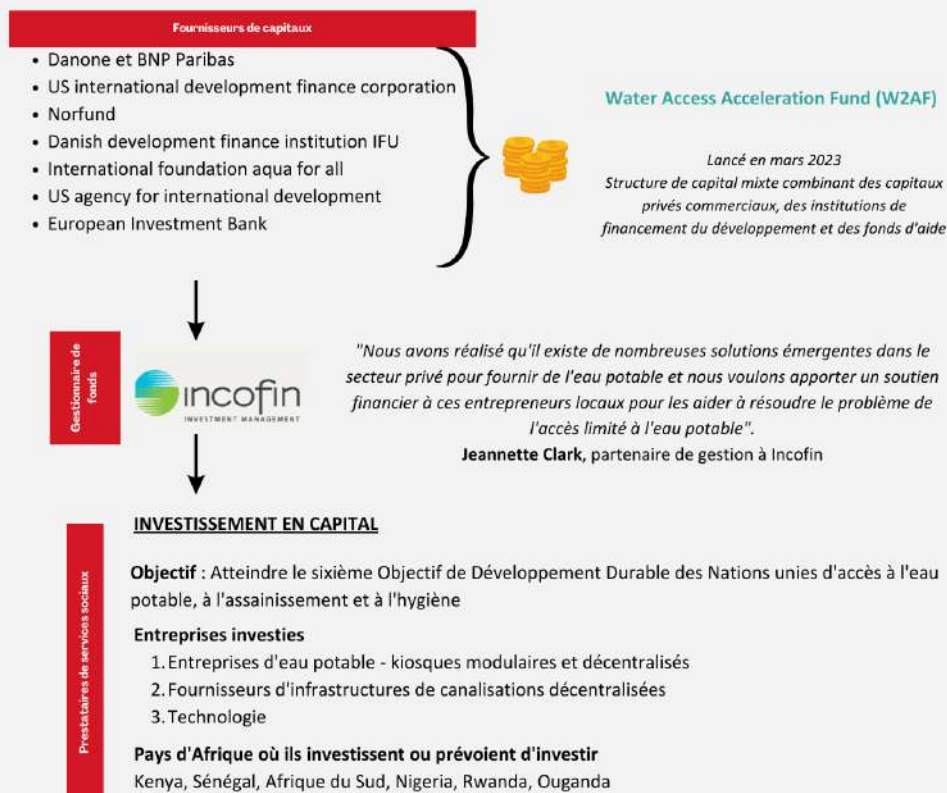 Fournisseurs de capitaux
• Danone et BNP Paribas
• US international development finance corporation
• Norfund
• Danish development finance institution IFU
• International foundation aqua for all
• US agency for international development
• European Investment Bank
Water Access Acceleration Fund (W2AF)
Lancé en mars 2023
Structure de capital mixte combinant des capitaux
privés commerciaux, des institutions de
financement du développement et des fonds d'aide
Gestionnaire de
fonds
incofin
INVESTMENT MANAGEMENT
"Nous avons réalisé qu'il existe de nombreuses solutions émergentes dans le
secteur privé pour fournir de l'eau potable et nous voulons apporter un soutien
financier à ces entrepreneurs locaux pour les aider à résoudre le problème de
l'accès limité à l'eau potable".
Jeannette Clark, partenaire de gestion à Incofin
Prestataires de services sociaux
INVESTISSEMENT EN CAPITAL
Objectif : Atteindre le sixième Objectif de Développement Durable des Nations unies d'accès à l'eau
potable, à l'assainissement et à l'hygiène
Entreprises investies
1. Entreprises d'eau potable - kiosques modulaires et décentralisés
2. Fournisseurs d'infrastructures de canalisations décentralisées
3. Technologie
Pays d'Afrique où ils investissent ou prévoient d'investir
Kenya, Sénégal, Afrique du Sud, Nigeria, Rwanda, Ouganda